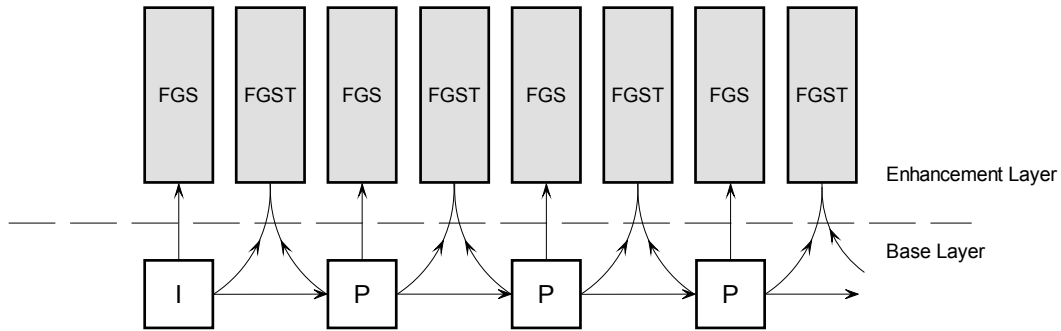 FGS FGST FGS FGST FGS FGST FGS FGST
Enhancement Layer
Base Layer
I P P P